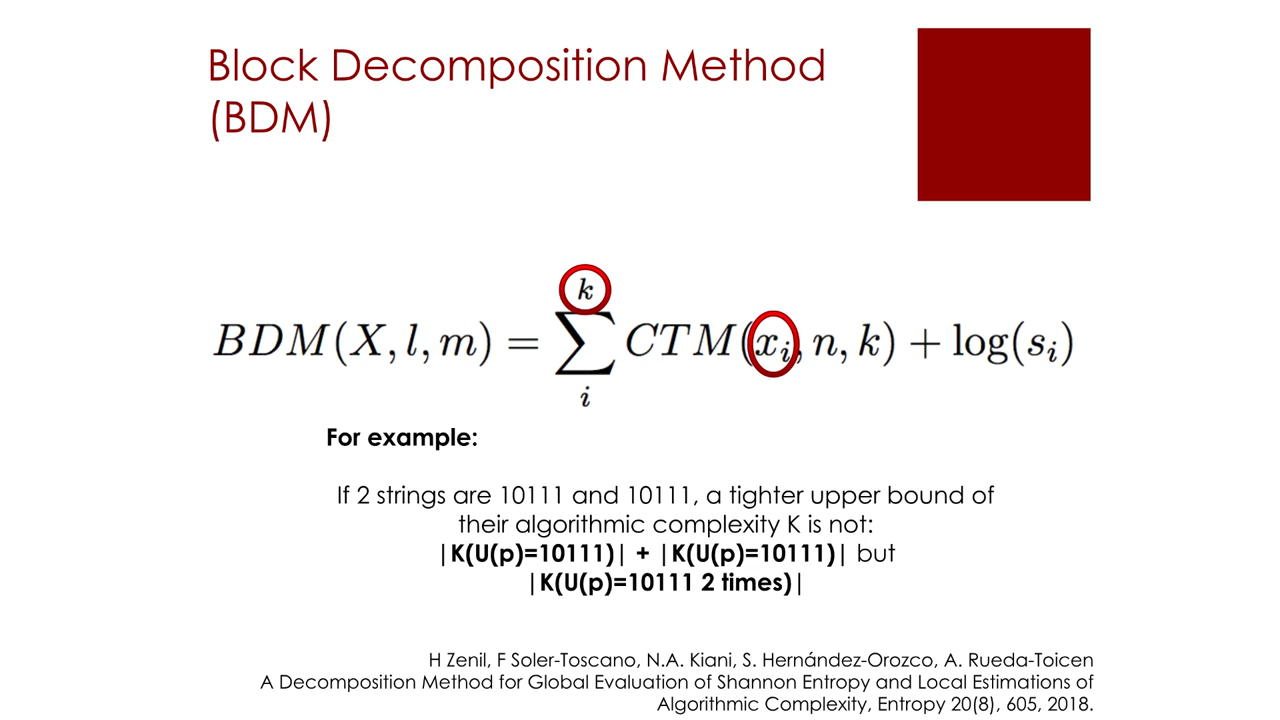 Block Decomposition Method
(BDM)
k
BDM(X, l, m) = ∑ CTM(xᵢ, n, k) + log(sᵢ)
i
For example:
If 2 strings are 10111 and 10111, a tighter upper bound of
their algorithmic complexity K is not:
|K(U(p)=10111)| + |K(U(p)=10111)| but
|K(U(p)=10111 2 times)|
H Zenil, F Soler-Toscano, N.A. Kiani, S. Hernández-Orozco, A. Rueda-Toicen
A Decomposition Method for Global Evaluation of Shannon Entropy and Local Estimations of
Algorithmic Complexity, Entropy 20(8), 605, 2018.